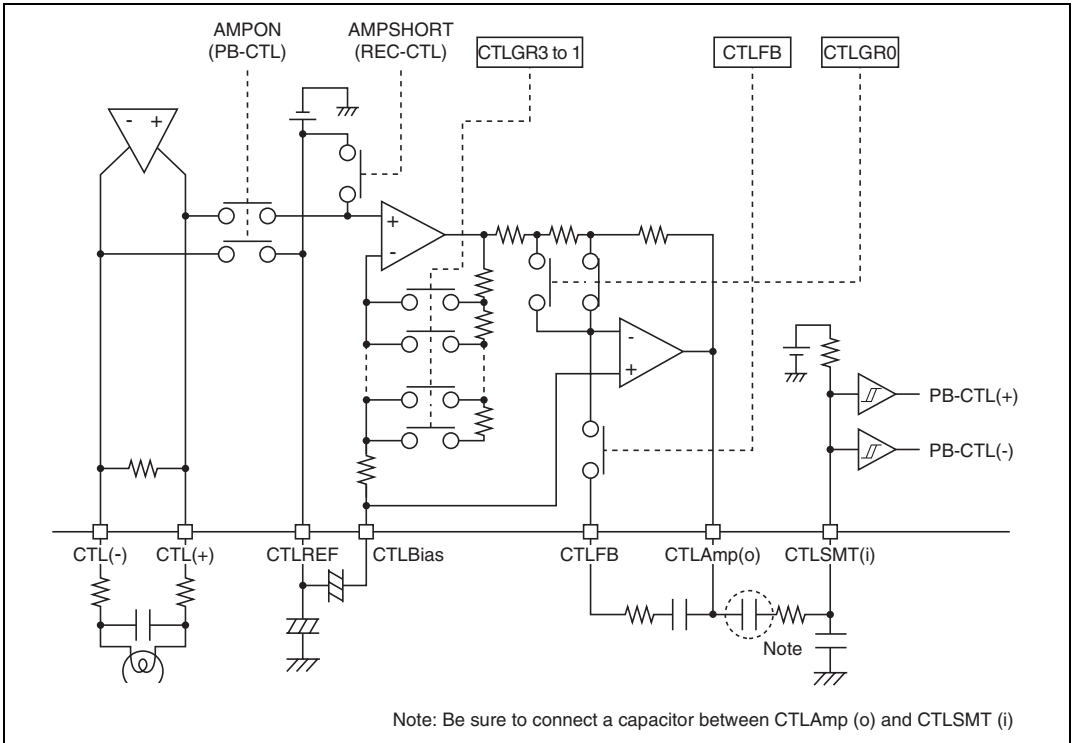 AMPON
(PB-CTL)
AMPSHORT
(REC-CTL)
CTLGR3 to 1
CTLFB
CTLGR0
- +
+
-
-
+
PB-CTL(+)
PB-CTL(-)
CTL(-)
CTL(+)
CTLREF
CTLBias
CTLFB
CTLAmp(o)
CTLSMT(i)
Note
Note: Be sure to connect a capacitor between CTLAmp (o) and CTLSMT (i)